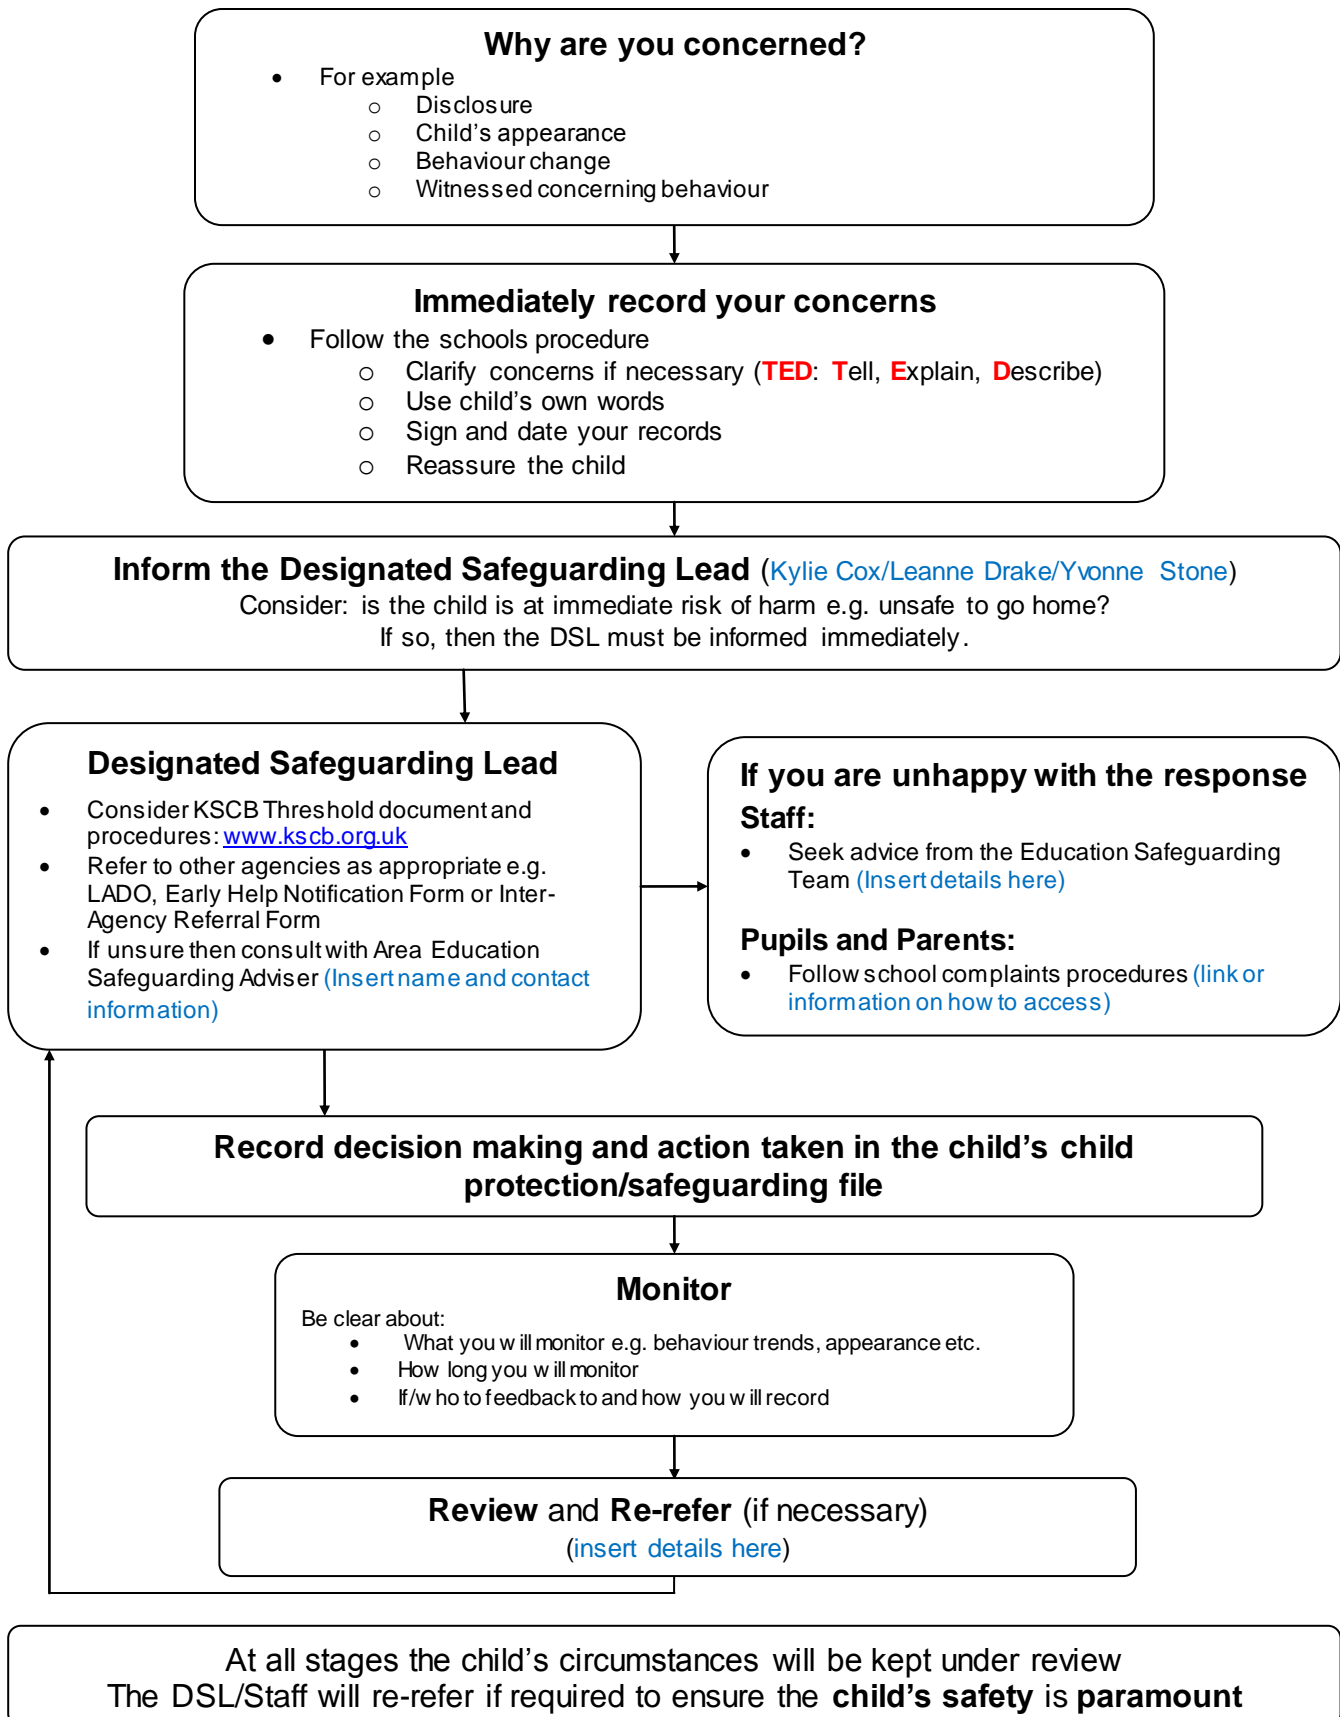 Why are you concerned?
• For example
o Disclosure
o Child’s appearance
o Behaviour change
o Witnessed concerning behaviour
Immediately record your concerns
• Follow the schools procedure
o Clarify concerns if necessary (TED: Tell, Explain, Describe)
o Use child’s own words
o Sign and date your records
o Reassure the child
Inform the Designated Safeguarding Lead (Kylie Cox/Leanne Drake/Yvonne Stone)
Consider: is the child is at immediate risk of harm e.g. unsafe to go home?
If so, then the DSL must be informed immediately.
Designated Safeguarding Lead
• Consider KSCB Threshold document and
procedures: www.kscb.org.uk
• Refer to other agencies as appropriate e.g.
LADO, Early Help Notification Form or Inter-
Agency Referral Form
• If unsure then consult with Area Education
Safeguarding Adviser (Insert name and contact
information)
If you are unhappy with the response
Staff:
• Seek advice from the Education Safeguarding
Team (Insert details here)
Pupils and Parents:
• Follow school complaints procedures (link or
information on how to access)
Record decision making and action taken in the child’s child
protection/safeguarding file
Monitor
Be clear about:
• What you will monitor e.g. behaviour trends, appearance etc.
• How long you will monitor
• If/who to feedback to and how you will record
Review and Re-refer (if necessary)
(insert details here)
At all stages the child’s circumstances will be kept under review
The DSL/Staff will re-refer if required to ensure the child’s safety is paramount